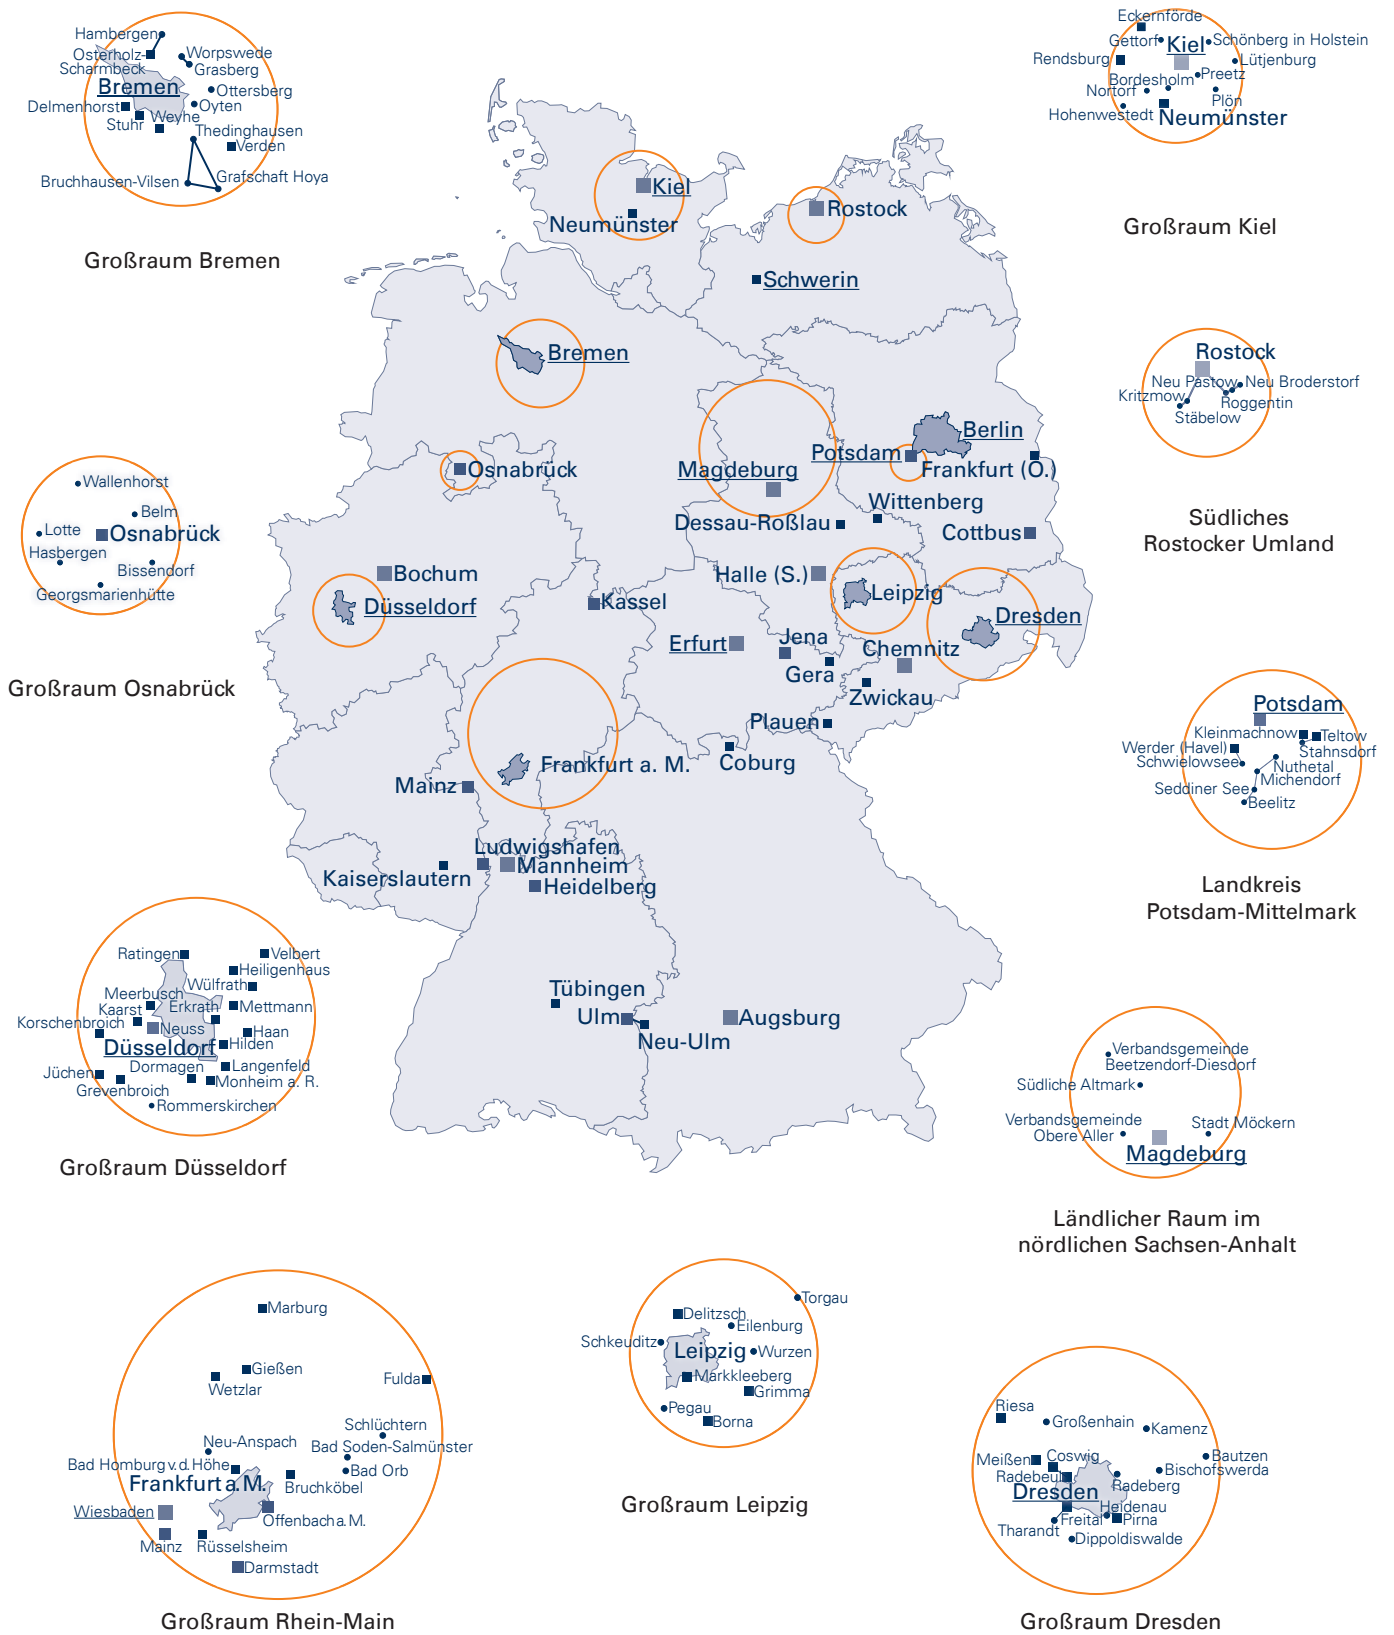 Hambergen
Osterholz-
Scharmbeck
Worpswede
Grasberg
Bremen
Ottersberg
Delmenhorst
Oyten
Stuhr
Weyhe
Thedinghausen
Verden
Bruchhausen-Vilsen
Grafschaft Hoya
Großraum Bremen
Eckernförde
Gettorf
Kiel
Schönberg in Holstein
Rendsburg
Lütjenburg
Bordesholm
Preetz
Nortorf
Plön
Hohenwestedt
Neumünster
Großraum Kiel
Kiel
Neumünster
Rostock
Schwerin
Bremen
Berlin
Potsdam
Frankfurt (O.)
Osnabrück
Magdeburg
Wittenberg
Dessau-Roßlau
Cottbus
Bochum
Halle (S.)
Leipzig
Düsseldorf
Kassel
Dresden
Erfurt
Jena
Chemnitz
Gera
Zwickau
Plauen
Coburg
Frankfurt a. M.
Mainz
Ludwigshafen
Mannheim
Kaiserslautern
Heidelberg
Tübingen
Ulm
Neu-Ulm
Augsburg
Rostock
Neu Pastow
Neu Broderstorf
Kritzmow
Roggentin
Stäbelow
Südliches
Rostocker Umland
Wallenhorst
Belm
Lotte
Osnabrück
Hasbergen
Bissendorf
Georgsmarienhütte
Großraum Osnabrück
Potsdam
Kleinmachnow
Teltow
Werder (Havel)
Stahnsdorf
Schwielowsee
Nuthetal
Michendorf
Seddiner See
Beelitz
Landkreis
Potsdam-Mittelmark
Ratingen
Velbert
Heiligenhaus
Wülfrath
Meerbusch
Erkrath
Mettmann
Kaarst
Korschenbroich
Neuss
Haan
Düsseldorf
Hilden
Dormagen
Langenfeld
Jüchen
Monheim a. R.
Grevenbroich
Rommerskirchen
Großraum Düsseldorf
Verbandsgemeinde
Beetzendorf-Diesdorf
Südliche Altmark
Verbandsgemeinde
Obere Aller
Stadt Möckern
Magdeburg
Ländlicher Raum im
nördlichen Sachsen-Anhalt
Marburg
Gießen
Wetzlar
Fulda
Schlüchtern
Neu-Anspach
Bad Soden-Salmünster
Bad Homburg v. d. Höhe
Bad Orb
Frankfurt a. M.
Bruchköbel
Wiesbaden
Offenbach a. M.
Mainz
Rüsselsheim
Darmstadt
Großraum Rhein-Main
Torgau
Delitzsch
Eilenburg
Schkeuditz
Leipzig
Wurzen
Markkleeberg
Grimma
Pegau
Borna
Großraum Leipzig
Riesa
Großenhain
Kamenz
Meißen
Coswig
Bautzen
Radebeul
Bischofswerda
Dresden
Radeberg
Heidenau
Tharandt
Freital
Pirna
Dippoldiswalde
Großraum Dresden